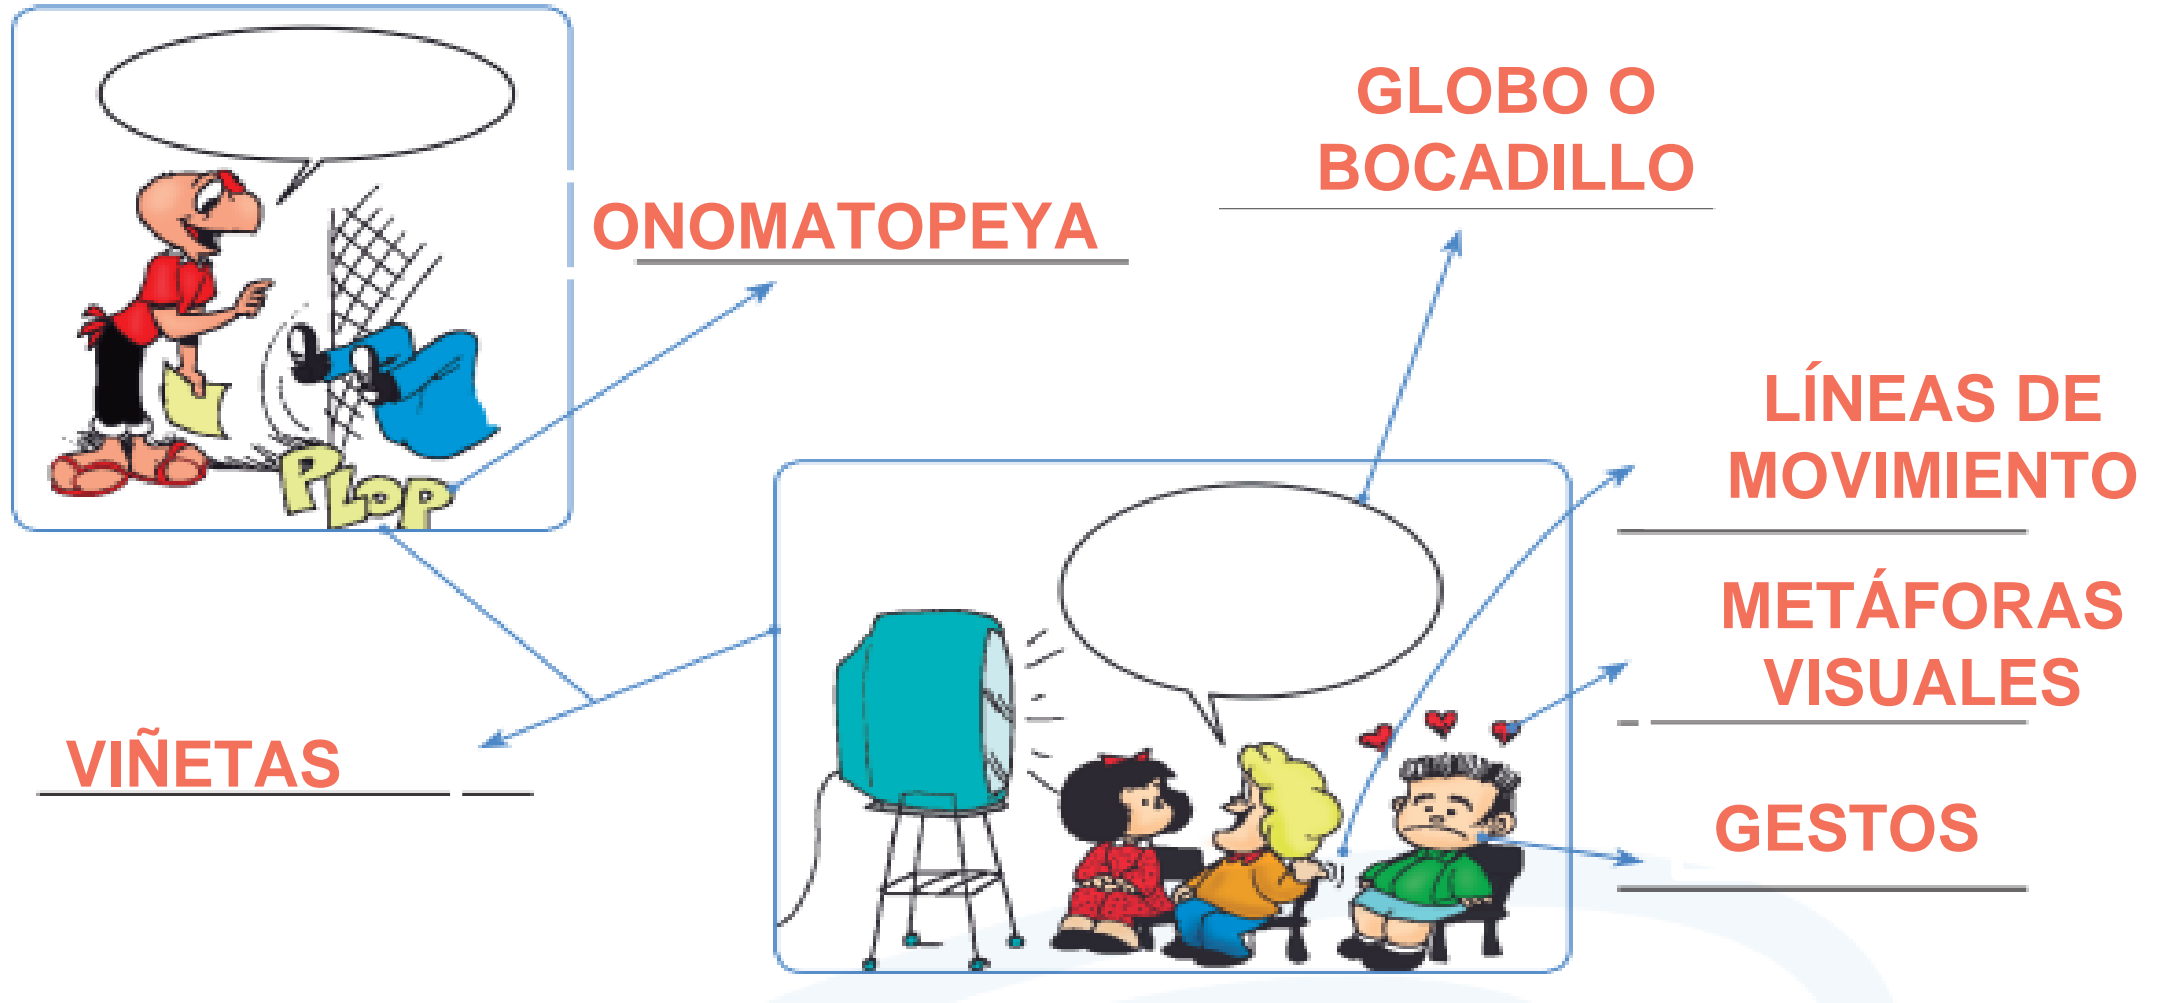 GLOBO O
BOCADILLO
ONOMATOPEYA
LÍNEAS DE
MOVIMIENTO
PLOP
METÁFORAS
VISUALES
VIÑETAS
GESTOS